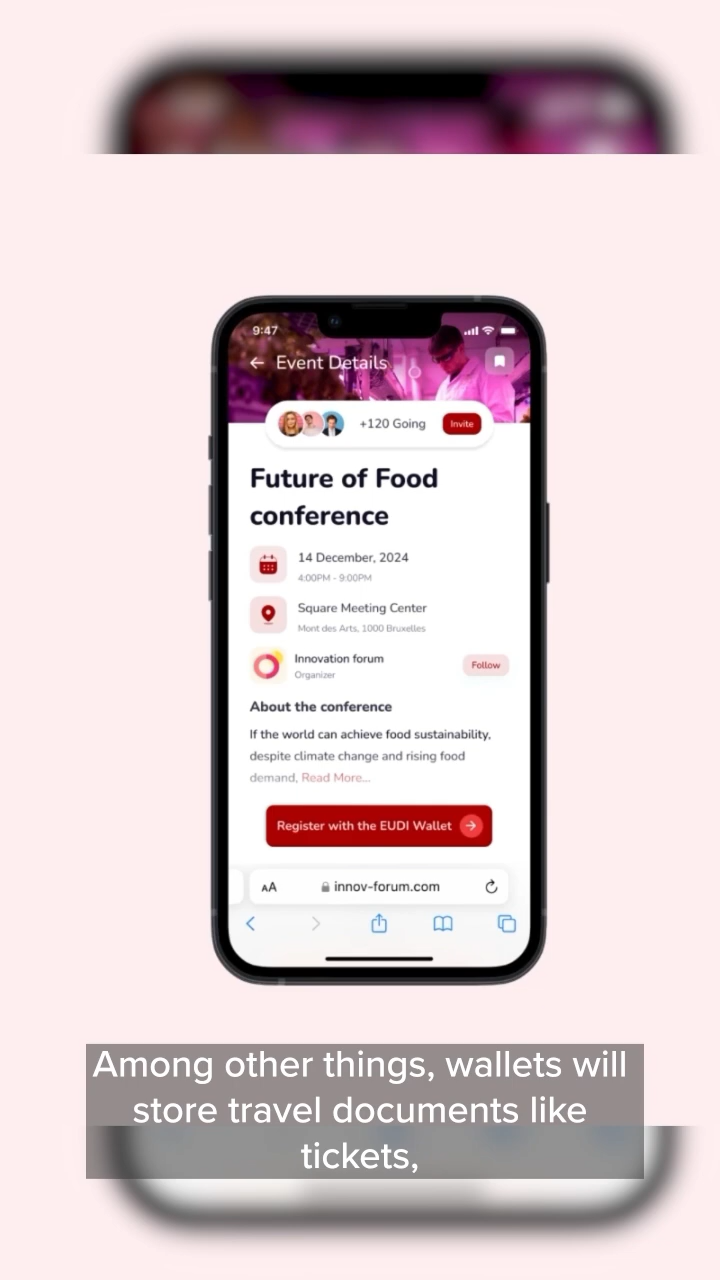 9:47
Event Details
+120 Going
Invite
Future of Food
conference
14 December, 2024
4:00PM - 9:00PM
Square Meeting Center
Mont des Arts, 1000 Bruxelles
Innovation forum
Organizer
Follow
About the conference
If the world can achieve food sustainability,
despite climate change and rising food
demand, Read More...
Register with the EUDI Wallet
AA
innov-forum.com
Among other things, wallets will
store travel documents like
tickets,